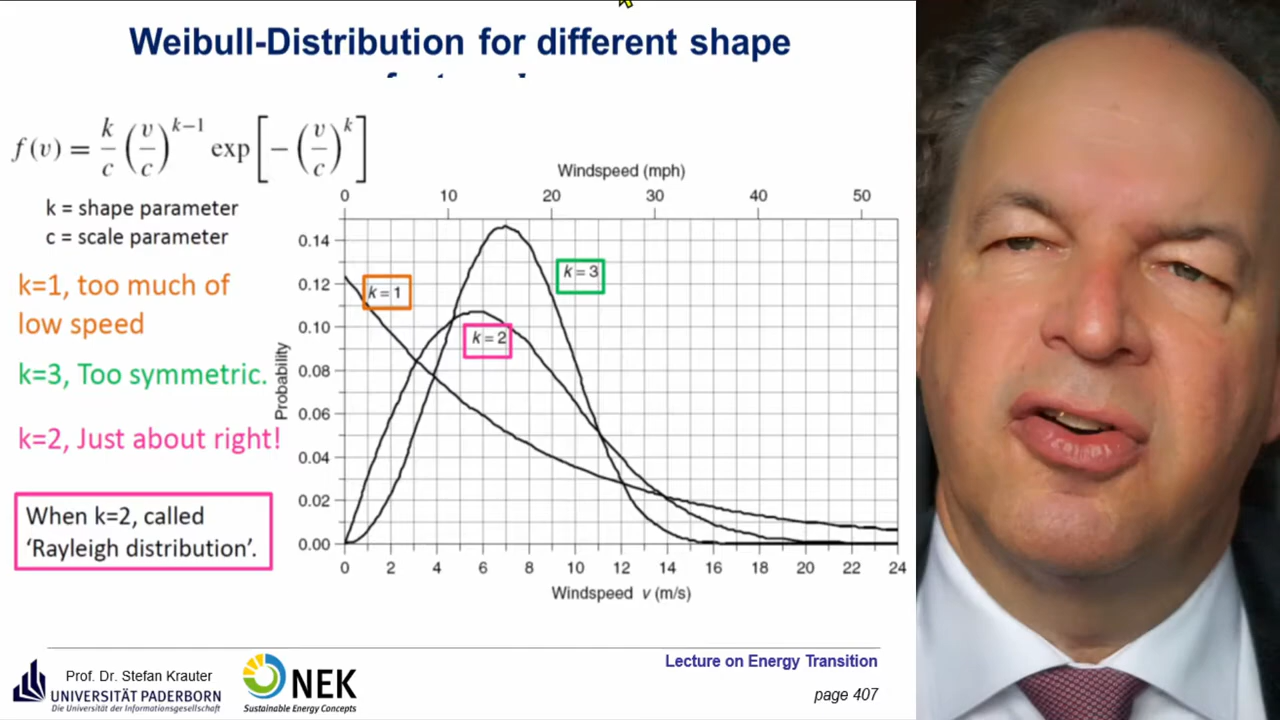 Weibull-Distribution for different shape
f(v) = k/c (v/c)^{k−1} exp[−(v/c)^k]
k = shape parameter
c = scale parameter
k=1, too much of
low speed
k=3, Too symmetric.
k=2, Just about right!
When k=2, called
‘Rayleigh distribution’.
Windspeed (mph)
0 10 20 30 40 50
0.14
0.12
0.10
0.08
0.06
0.04
0.02
0.00
Probability
k = 1
k = 2
k = 3
0 2 4 6 8 10 12 14 16 18 20 22 24
Windspeed v (m/s)
Prof. Dr. Stefan Krauter
UNIVERSITÄT PADERBORN
Die Universität der Informationsgesellschaft
NEK
Sustainable Energy Concepts
Lecture on Energy Transition
page 407